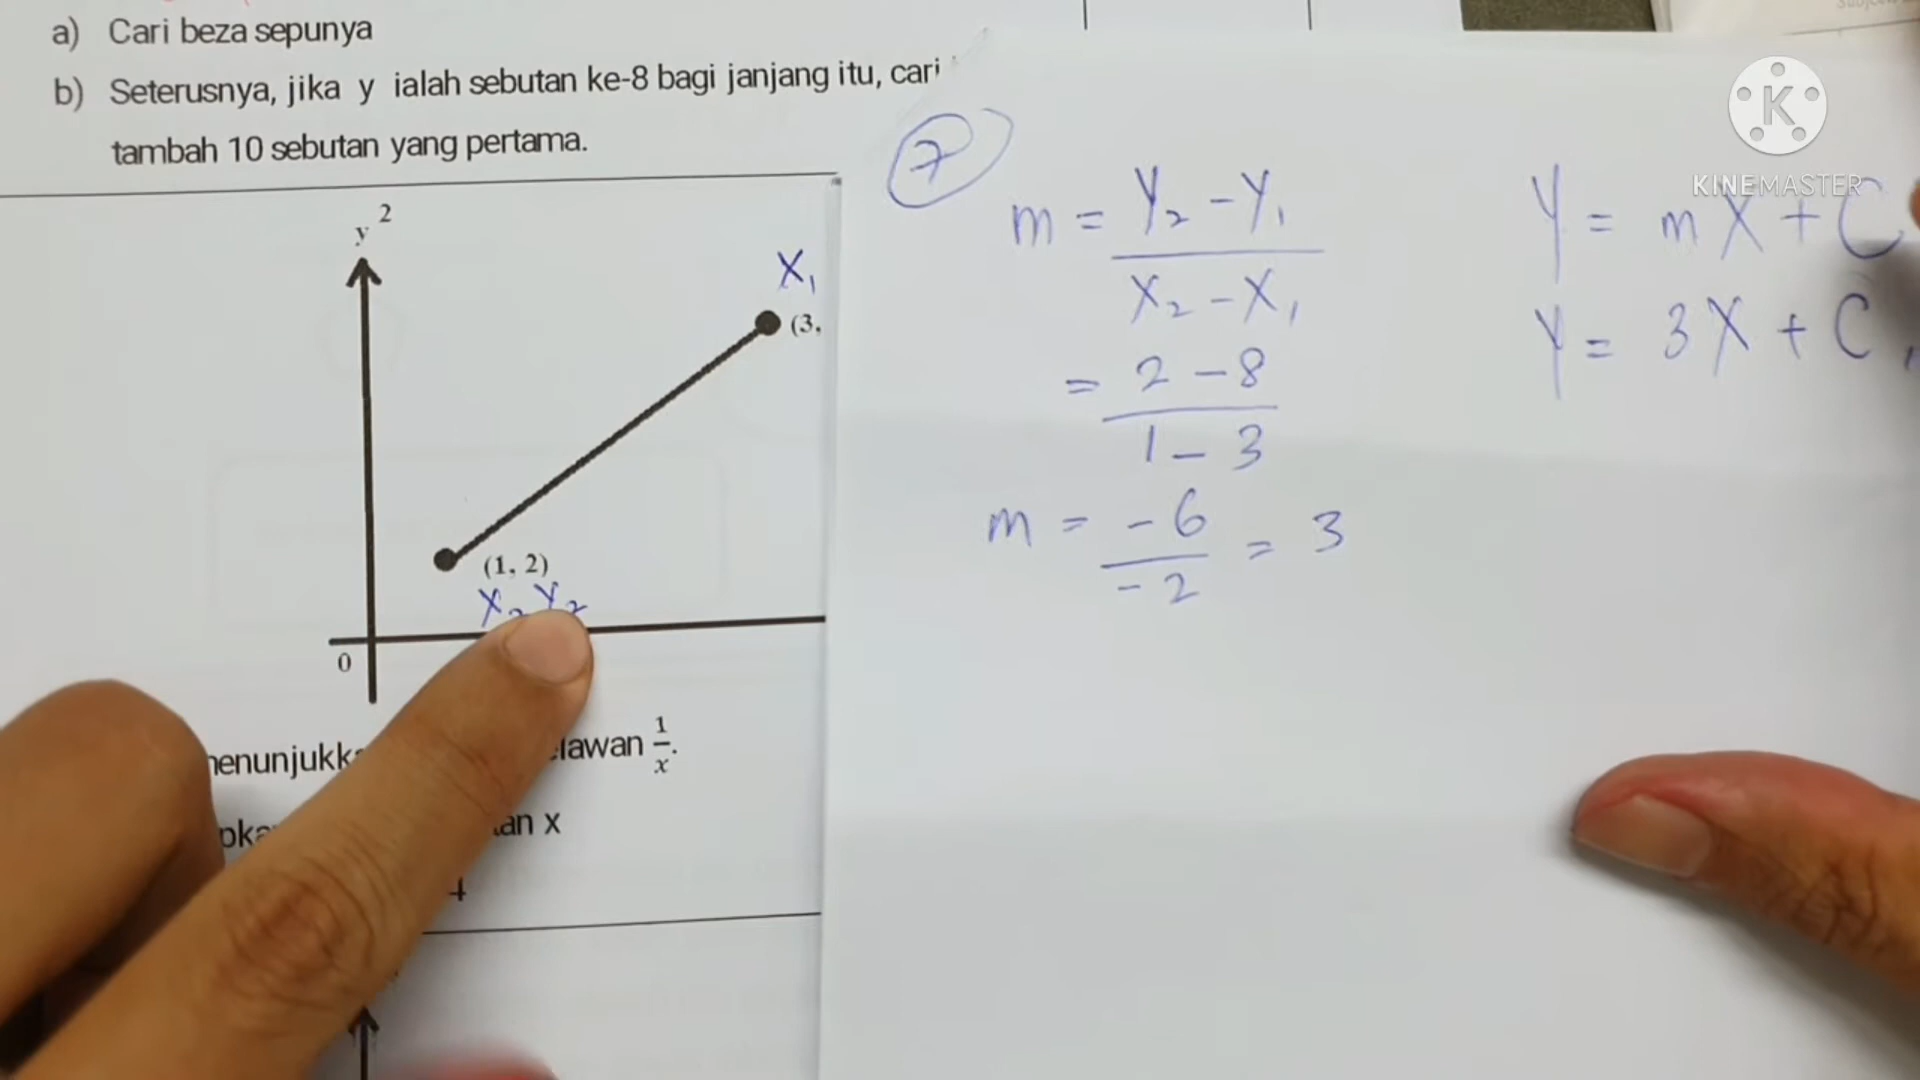 a) Cari beza sepunya
b) Seterusnya, jika y ialah sebutan ke-8 bagi janjang itu, cari
tambah 10 sebutan yang pertama.
y²
X₁
(3,
(1, 2)
X₂ Y₂
0
lawan 1/x.
an x
4
7
m = Y₂ - Y₁ / X₂ - X₁
= 2 - 8 / 1 - 3
m = -6 / -2 = 3
Y = mX + C
Y = 3X + C
KINEMASTER